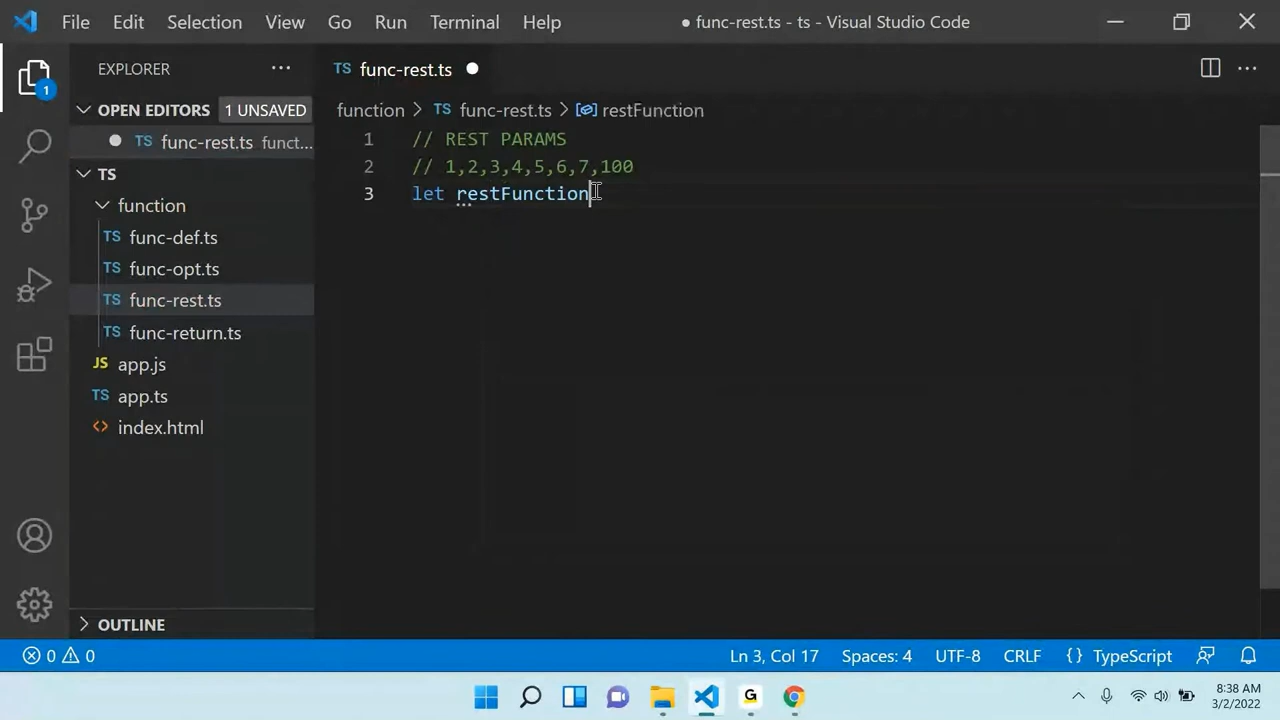 File Edit Selection View Go Run Terminal Help ● func-rest.ts - ts - Visual Studio Code
EXPLORER ···
TS func-rest.ts
1
OPEN EDITORS 1 UNSAVED
function > TS func-rest.ts > restFunction
TS func-rest.ts funct...
1 // REST PARAMS
TS
2 // 1,2,3,4,5,6,7,100
function
3 let restFunction
TS func-def.ts
TS func-opt.ts
TS func-rest.ts
TS func-return.ts
JS app.js
TS app.ts
<> index.html
OUTLINE
0 0 Ln 3, Col 17 Spaces: 4 UTF-8 CRLF {} TypeScript
G
8:38 AM
3/2/2022